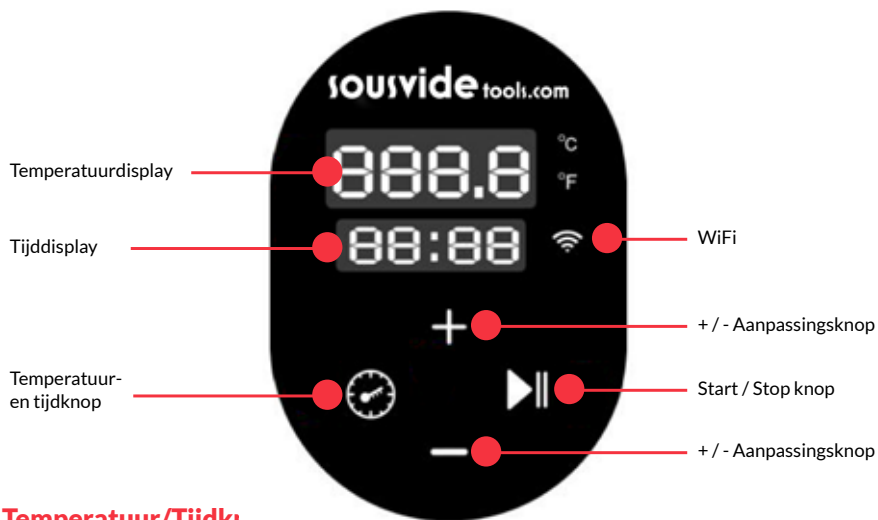 sousvide tools.com
888.8
°C
°F
Temperatuurdisplay
88:88
Tijddisplay
WiFi
+
+ / - Aanpassingsknop
Temperatuur-
en tijdknop
Start / Stop knop
-
+ / - Aanpassingsknop